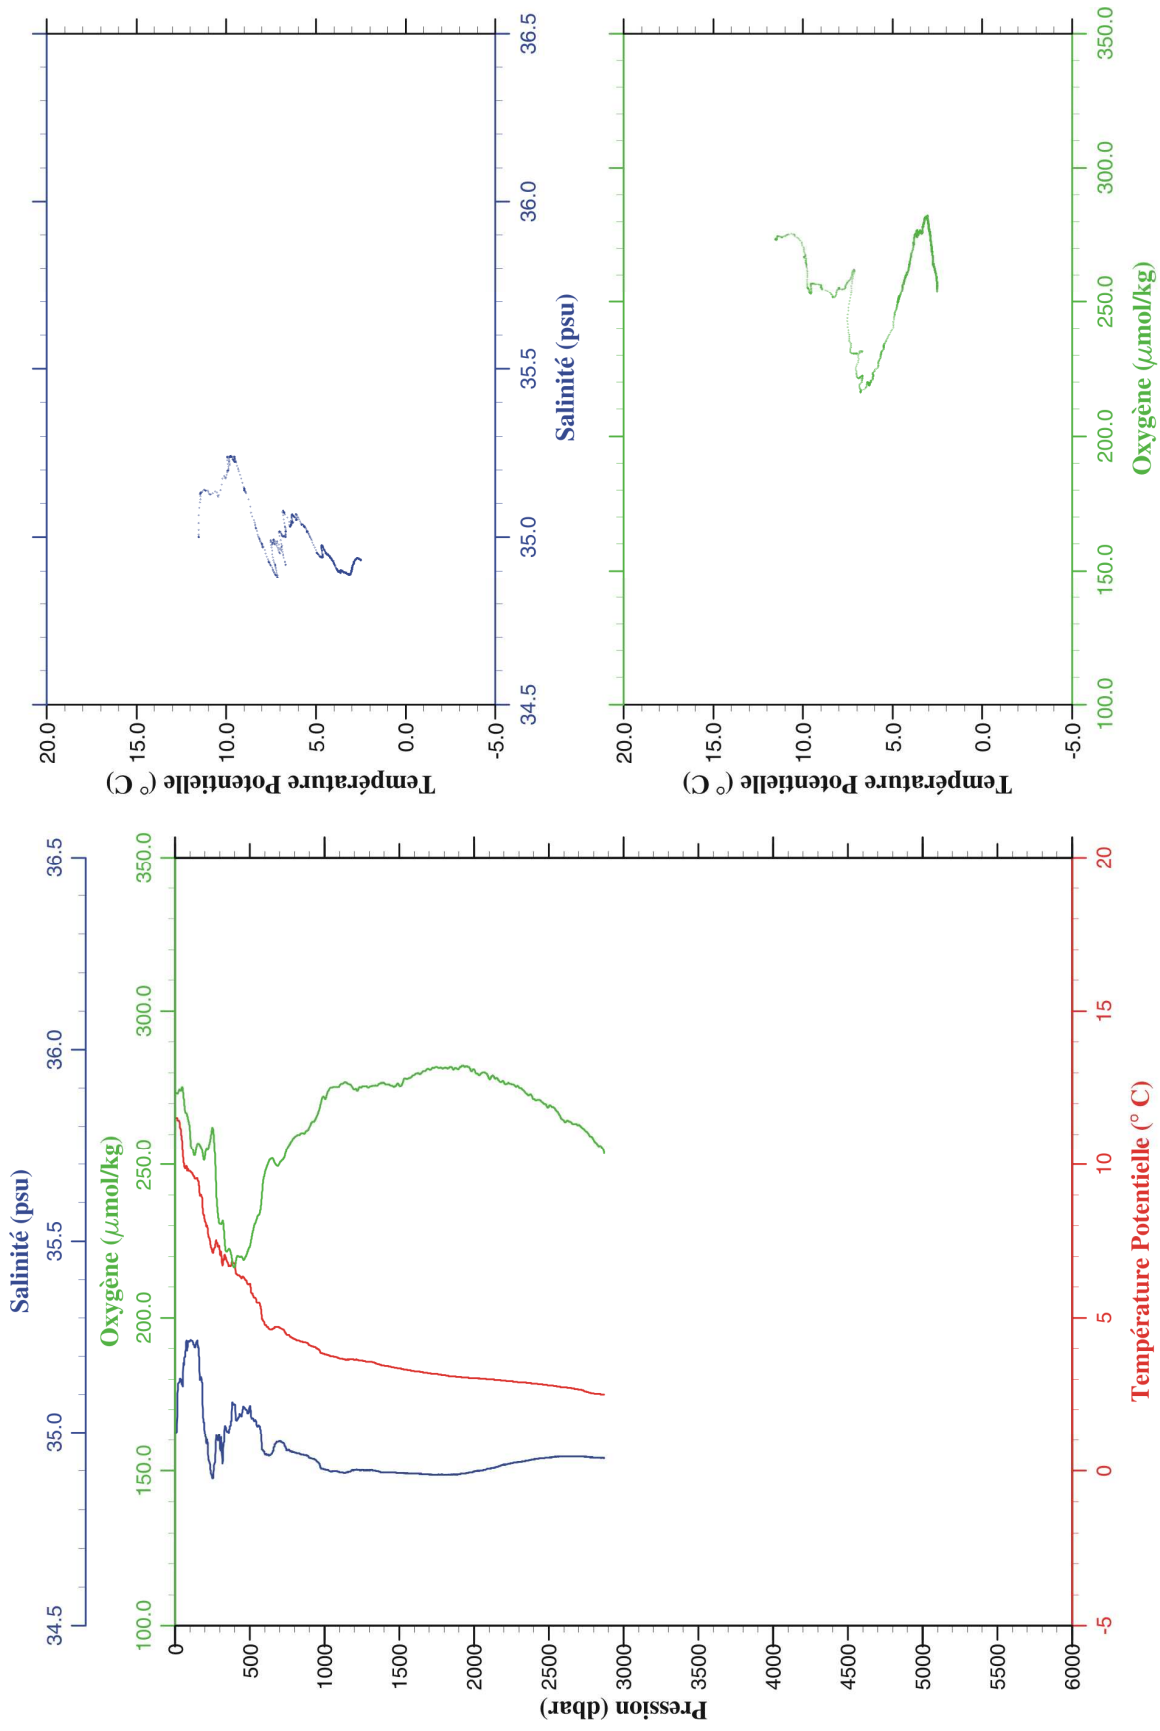 Salinité (psu)
34.5 35.0 35.5 36.0 36.5
Oxygène (µmol/kg)
100.0 150.0 200.0 250.0 300.0 350.0
Pression (dbar)
0
500
1000
1500
2000
2500
3000
3500
4000
4500
5000
5500
6000
-5 0 5 10 15 20
Température Potentielle (° C)
Température Potentielle (° C)
20.0
15.0
10.0
5.0
0.0
-5.0
34.5 35.0 35.5 36.0 36.5
Salinité (psu)
Température Potentielle (° C)
20.0
15.0
10.0
5.0
0.0
-5.0
100.0 150.0 200.0 250.0 300.0 350.0
Oxygène (µmol/kg)